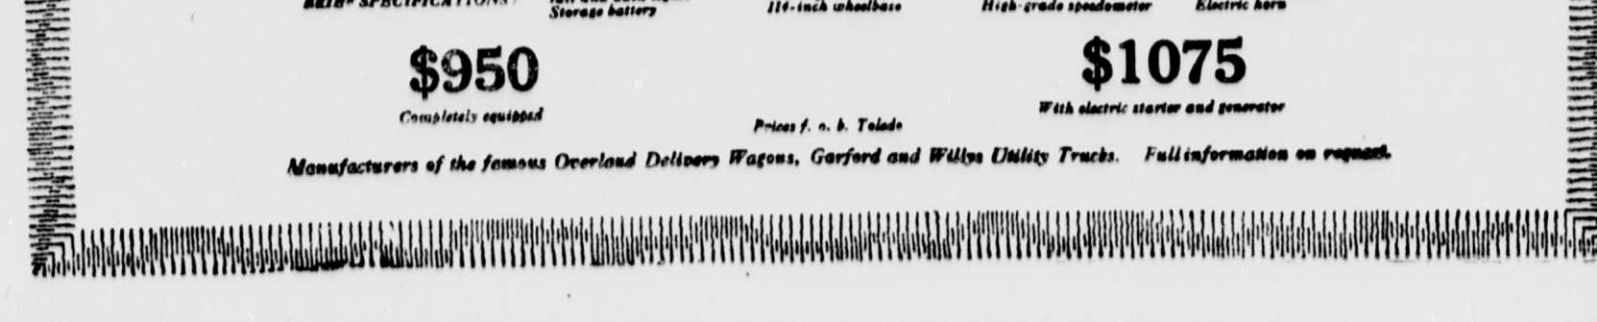 SPECIFICATIONS
Storage battery
114-inch wheelbase
High-grade speedometer
Electric horn
$950
$1075
Completely equipped
With electric starter and generator
Prices f. o. b. Toledo
Manufacturers of the famous Overland Delivery Wagons, Garford and Willys Utility Trucks. Full information on request.